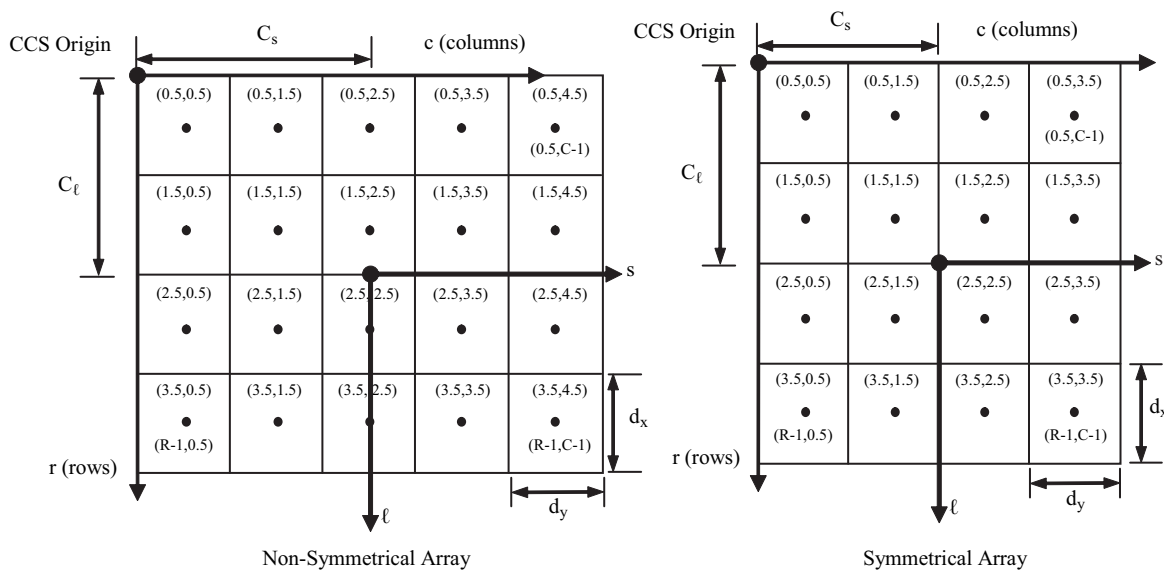 CCS Origin
C_s
c (columns)
(0.5,0.5) (0.5,1.5) (0.5,2.5) (0.5,3.5) (0.5,4.5)
(0.5,C-1)
C_ℓ
(1.5,0.5) (1.5,1.5) (1.5,2.5) (1.5,3.5) (1.5,4.5)
s
(2.5,0.5) (2.5,1.5) (2.5,2.5) (2.5,3.5) (2.5,4.5)
(3.5,0.5) (3.5,1.5) (3.5,2.5) (3.5,3.5) (3.5,4.5)
d_x
(R-1,0.5) (R-1,C-1)
r (rows)
d_y
ℓ
Non-Symmetrical Array
CCS Origin
C_s
c (columns)
(0.5,0.5) (0.5,1.5) (0.5,2.5) (0.5,3.5)
(0.5,C-1)
C_ℓ
(1.5,0.5) (1.5,1.5) (1.5,2.5) (1.5,3.5)
s
(2.5,0.5) (2.5,1.5) (2.5,2.5) (2.5,3.5)
(3.5,0.5) (3.5,1.5) (3.5,2.5) (3.5,3.5)
(R-1,0.5) (R-1,C-1)
r (rows)
d_y
ℓ
Symmetrical Array